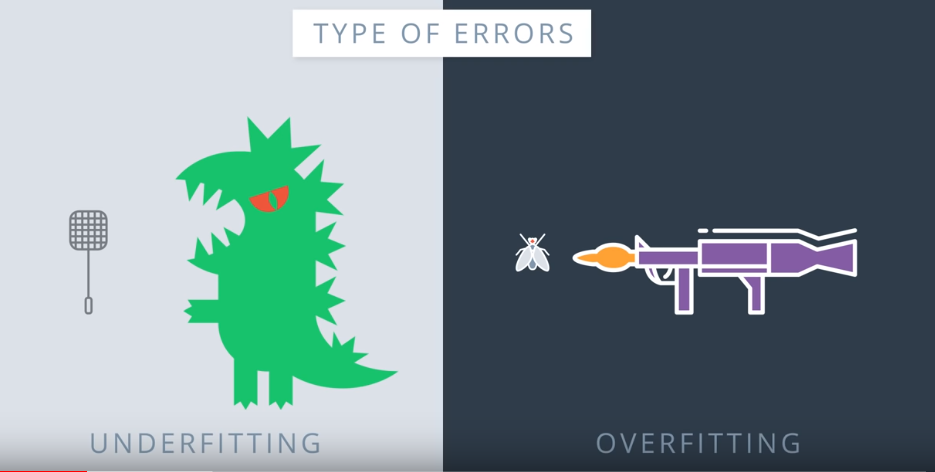 TYPE OF ERRORS
UNDERFITTING
OVERFITTING